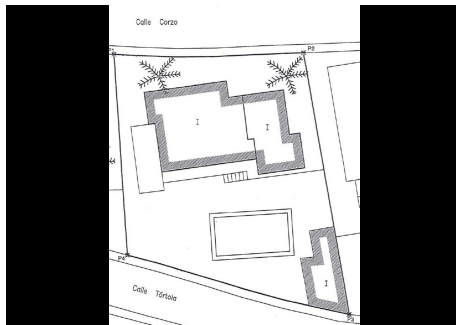 Calle Corzo
P1
P2
I
I
P4
I
Calle Tórtola
P3